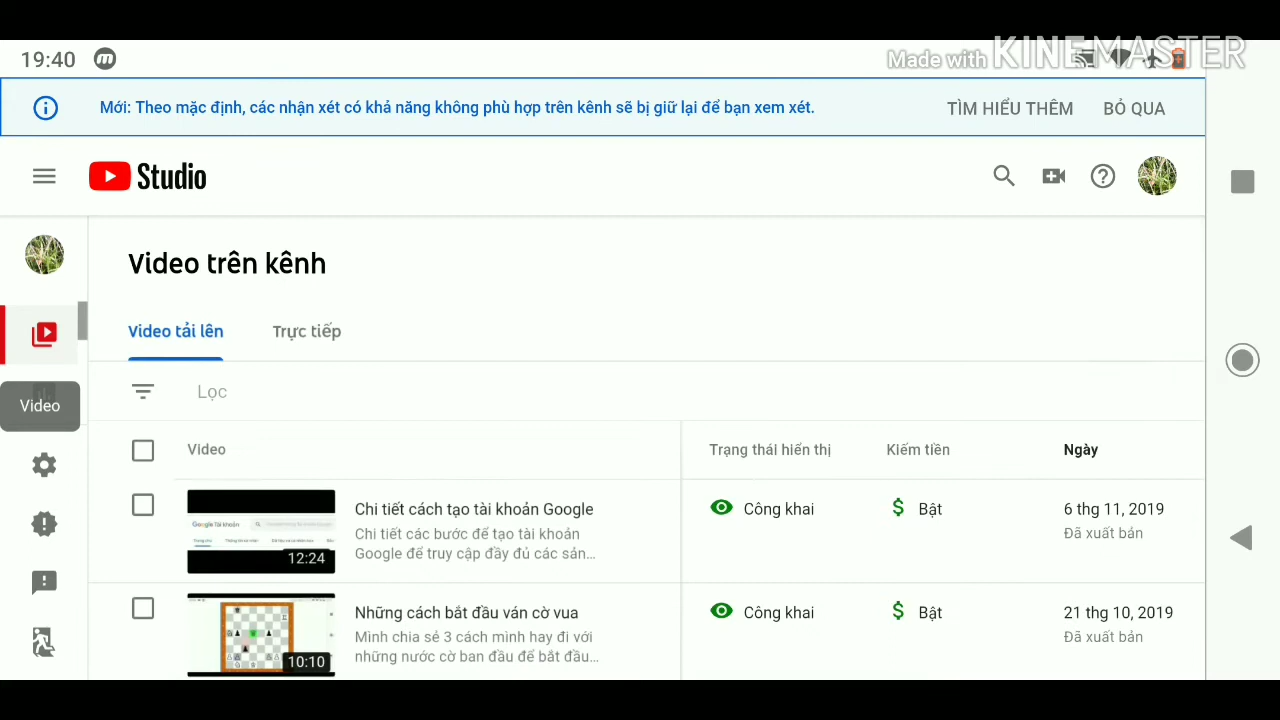 19:40
Made with KINEMASTER
Mới: Theo mặc định, các nhận xét có khả năng không phù hợp trên kênh sẽ bị giữ lại để bạn xem xét.
TÌM HIỂU THÊM
BỎ QUA
Studio
Video trên kênh
Video tải lên
Trực tiếp
Lọc
Video
Video
Trạng thái hiển thị
Kiếm tiền
Ngày
Google Tài khoản
12:24
Chi tiết cách tạo tài khoản Google
Chi tiết các bước để tạo tài khoản
Google để truy cập đầy đủ các sản...
Công khai
Bật
6 thg 11, 2019
Đã xuất bản
10:10
Những cách bắt đầu ván cờ vua
Mình chia sẻ 3 cách mình hay đi với
những nước cờ ban đầu để bắt đầu...
Công khai
Bật
21 thg 10, 2019
Đã xuất bản